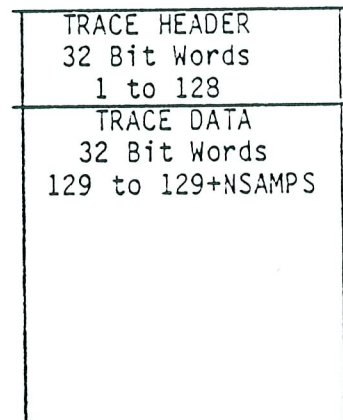 TRACE HEADER
32 Bit Words
1 to 128
TRACE DATA
32 Bit Words
129 to 129+NSAMPS